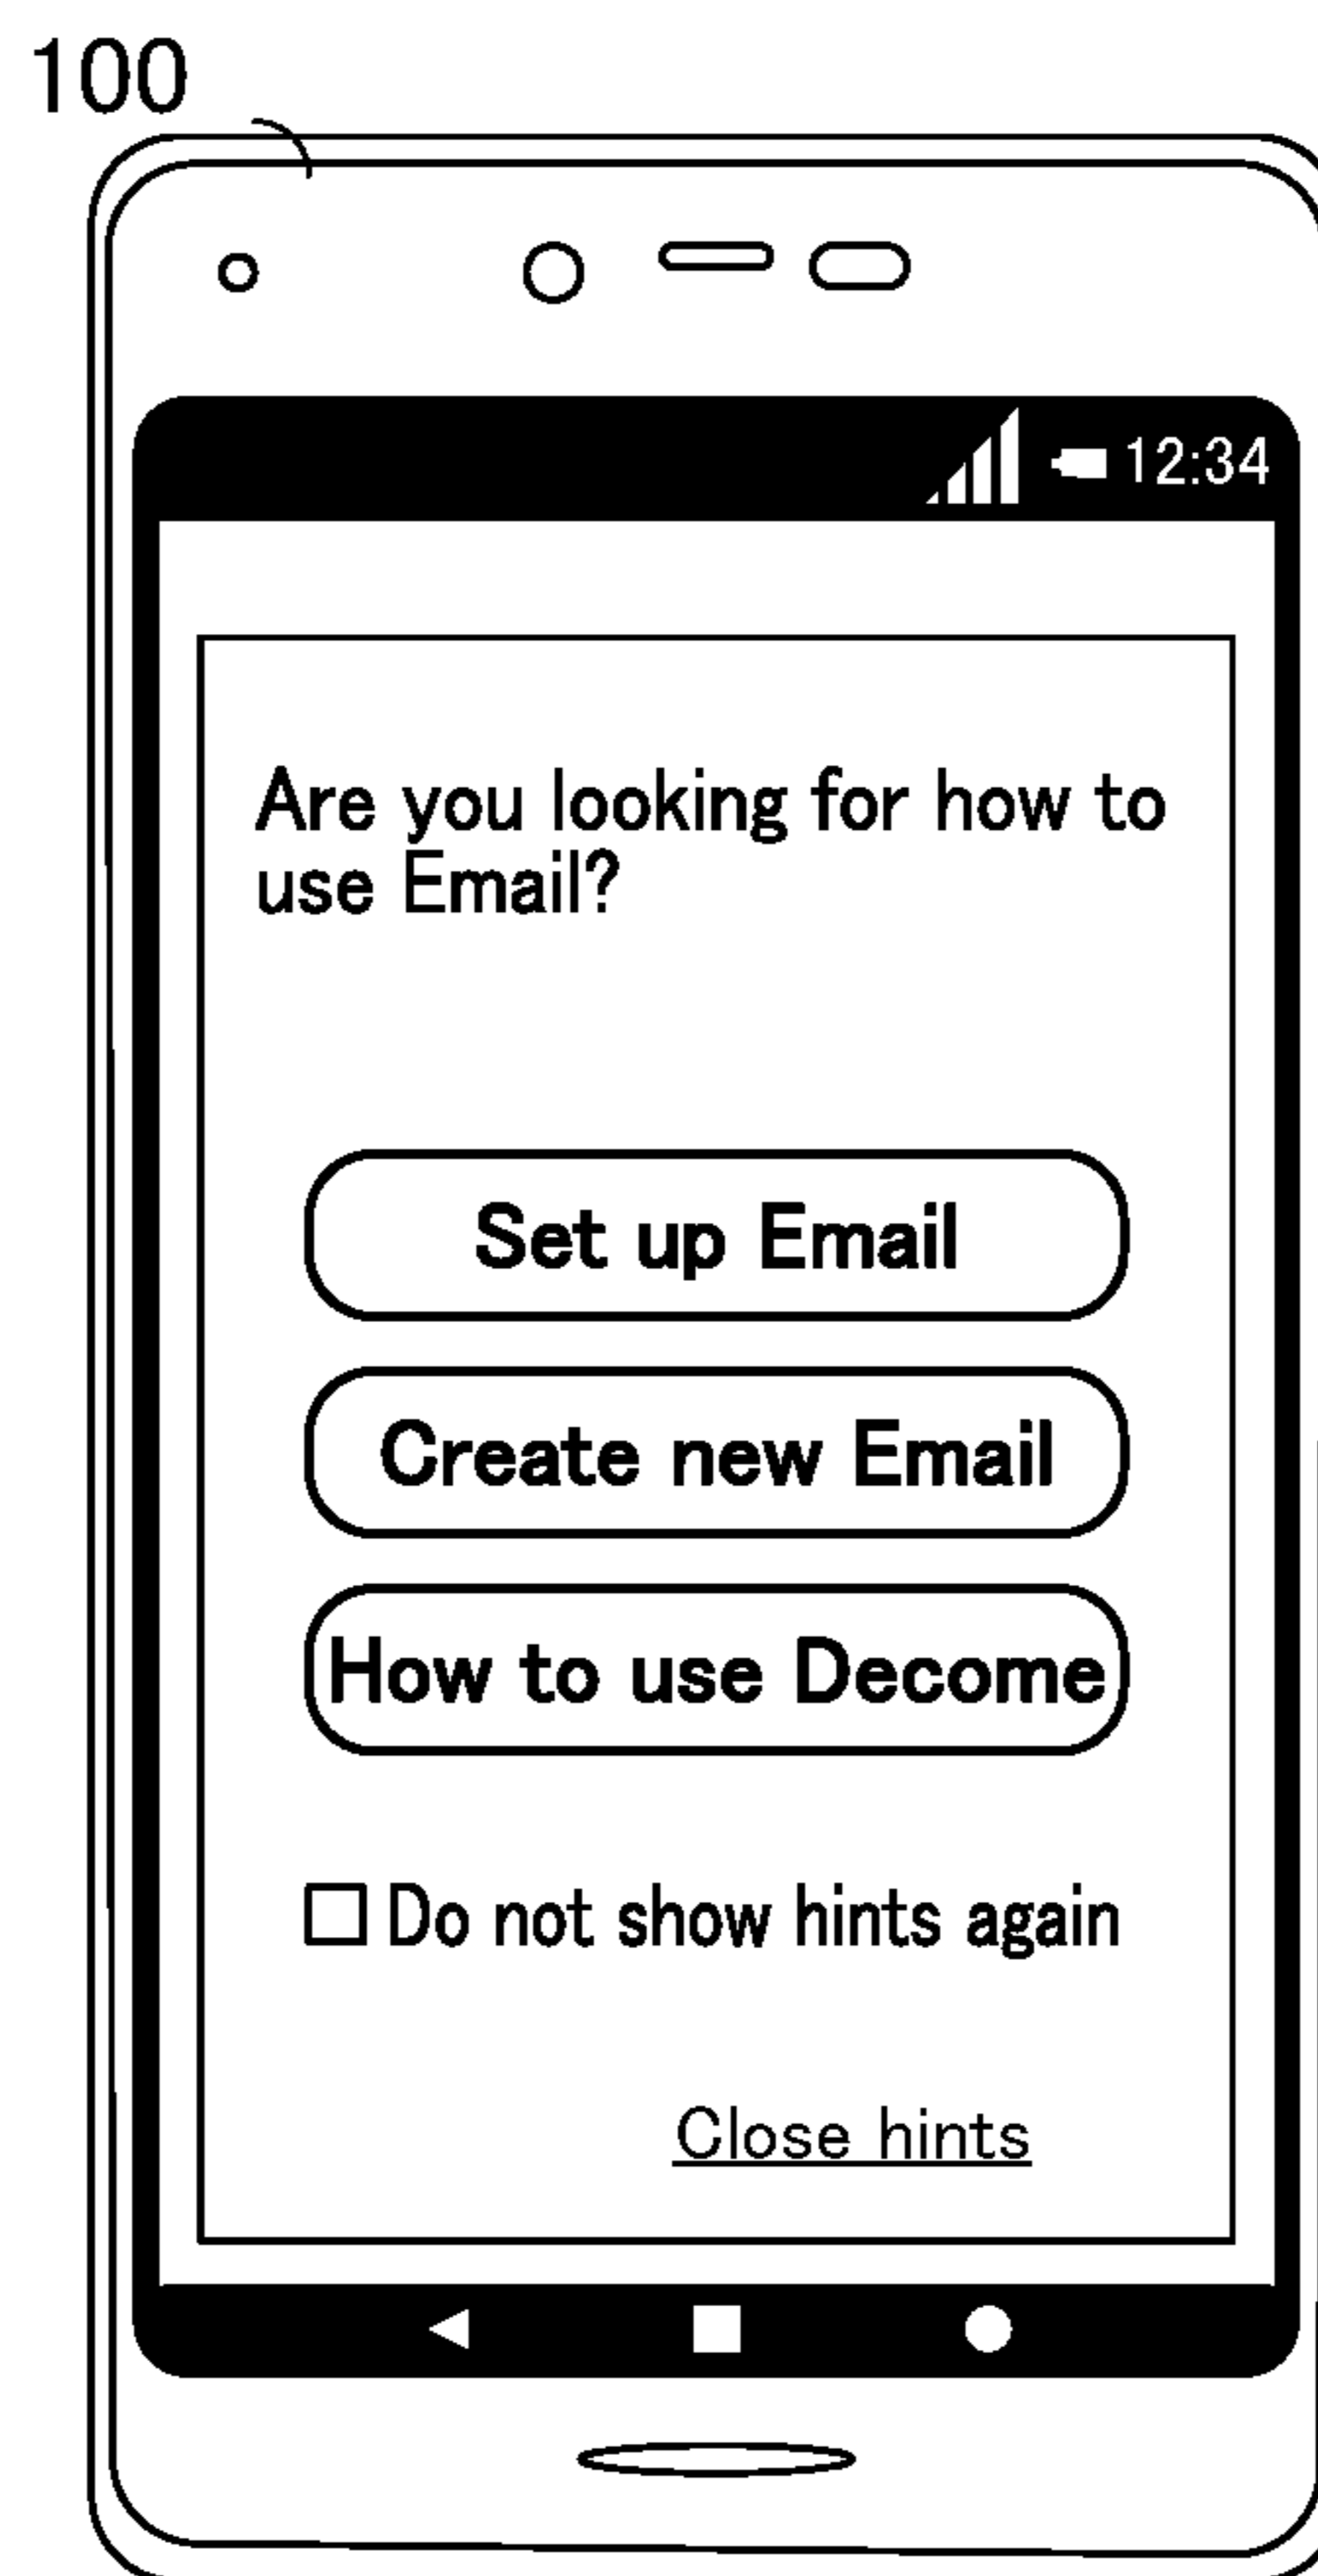 100
12:34
Are you looking for how to
use Email?
Set up Email
Create new Email
How to use Decome
Do not show hints again
Close hints